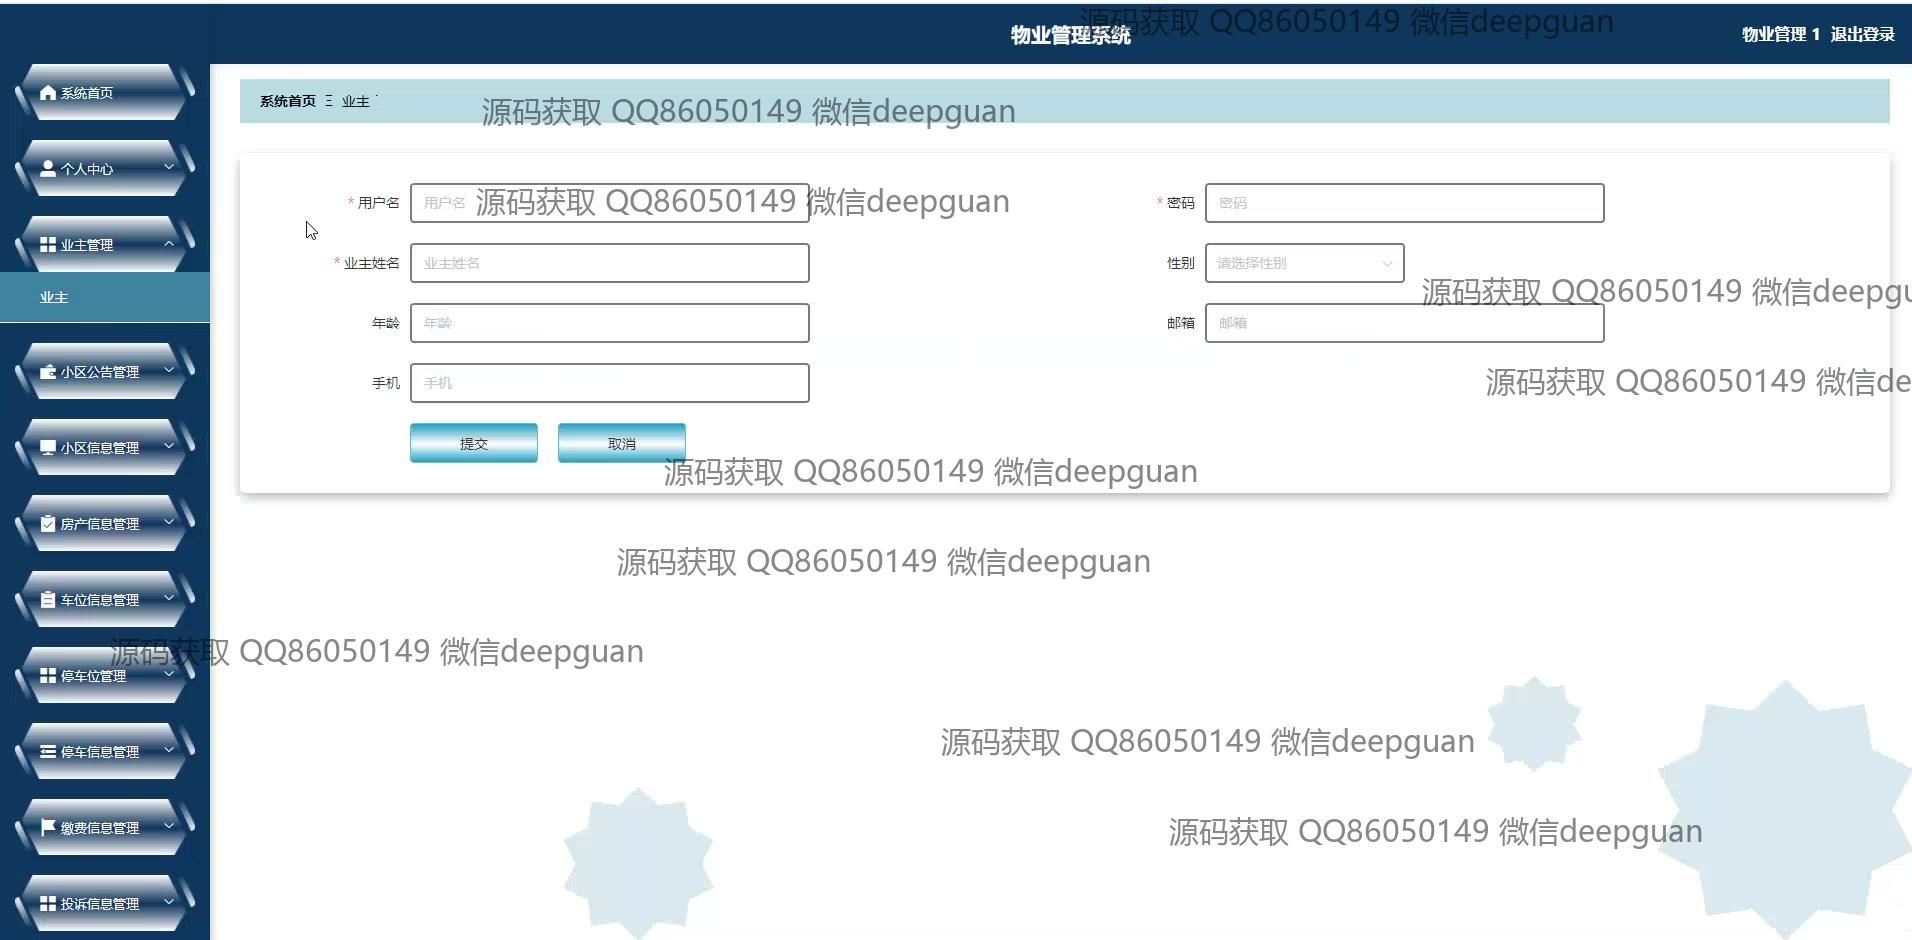 物业管理系统
源码获取 QQ86050149 微信deepguan
物业管理 1 退出登录
系统首页
系统首页 业主
源码获取 QQ86050149 微信deepguan
个人中心
* 用户名 用户名
源码获取 QQ86050149 微信deepguan
* 密码 密码
业主管理
* 业主姓名 业主姓名
性别 请选择性别
业主
源码获取 QQ86050149 微信deepgu
年龄 年龄
邮箱 邮箱
小区公告管理
手机 手机
源码获取 QQ86050149 微信de
小区信息管理
提交 取消
源码获取 QQ86050149 微信deepguan
房产信息管理
源码获取 QQ86050149 微信deepguan
车位信息管理
源码获取 QQ86050149 微信deepguan
停车位管理
停车信息管理
源码获取 QQ86050149 微信deepguan
缴费信息管理
源码获取 QQ86050149 微信deepguan
投诉信息管理